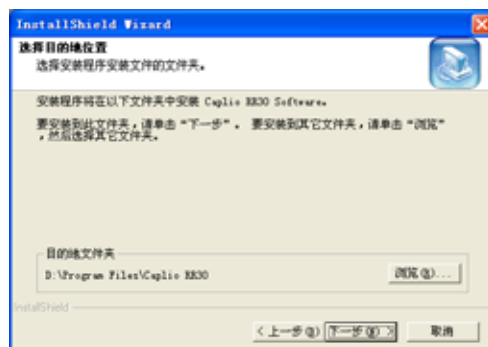 InstallShield Wizard
选择目的地位置
选择安装程序安装文件的文件夹。
安装程序将在以下文件夹中安装 Caplio RR30 Software。
要安装到此文件夹，请单击“下一步”。 要安装到其它文件夹，请单击“浏览”
，然后选择其它文件夹。
目的地文件夹
D:\Program Files\Caplio RR30
浏览(R)...
InstallShield
< 上一步(B)
下一步(N) >
取消